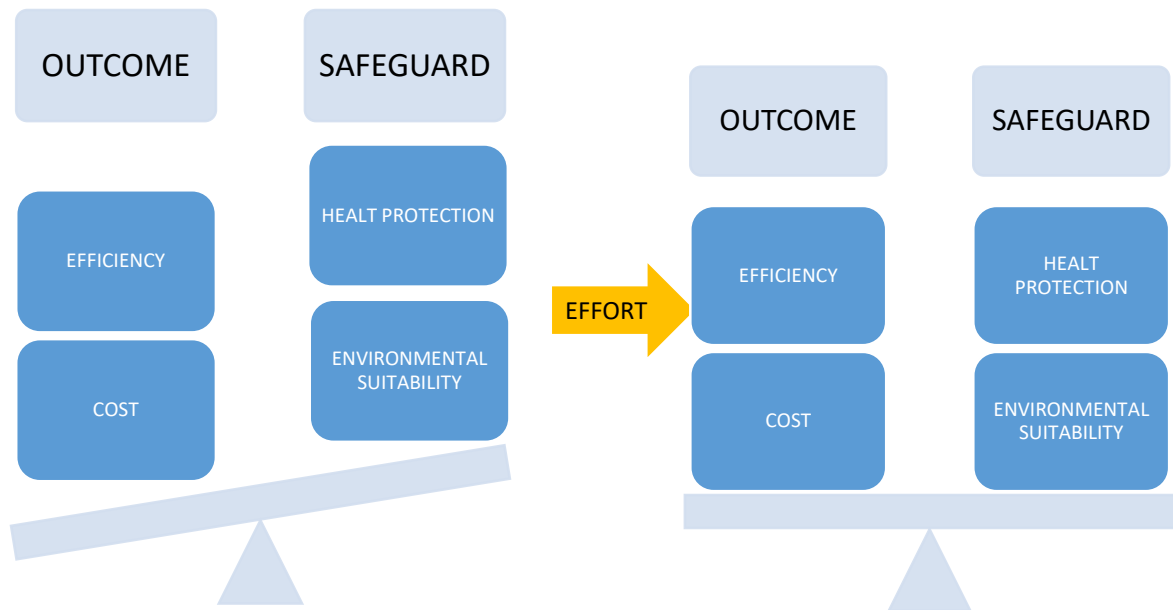 OUTCOME
SAFEGUARD
HEALT PROTECTION
EFFICIENCY
ENVIRONMENTAL
SUITABILITY
COST
EFFORT
OUTCOME
SAFEGUARD
EFFICIENCY
HEALT
PROTECTION
COST
ENVIRONMENTAL
SUITABILITY